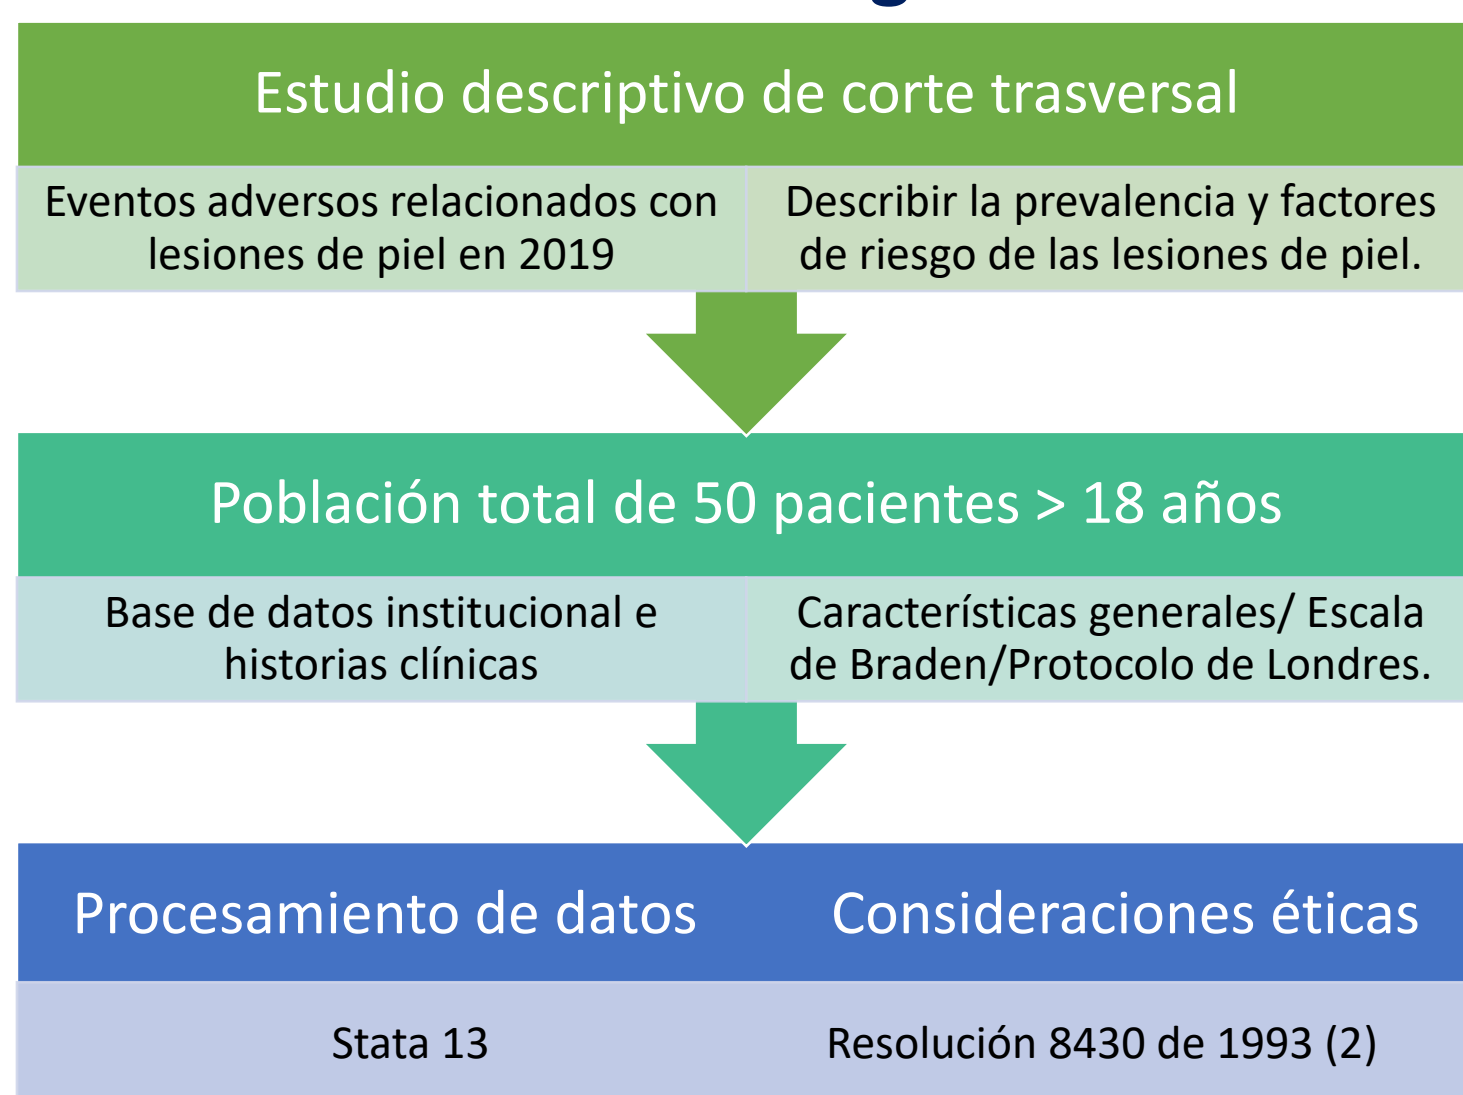 Estudio descriptivo de corte trasversal
Eventos adversos relacionados con
lesiones de piel en 2019
Describir la prevalencia y factores
de riesgo de las lesiones de piel.
Población total de 50 pacientes > 18 años
Base de datos institucional e
historias clínicas
Características generales/ Escala
de Braden/Protocolo de Londres.
Procesamiento de datos
Consideraciones éticas
Stata 13
Resolución 8430 de 1993 (2)